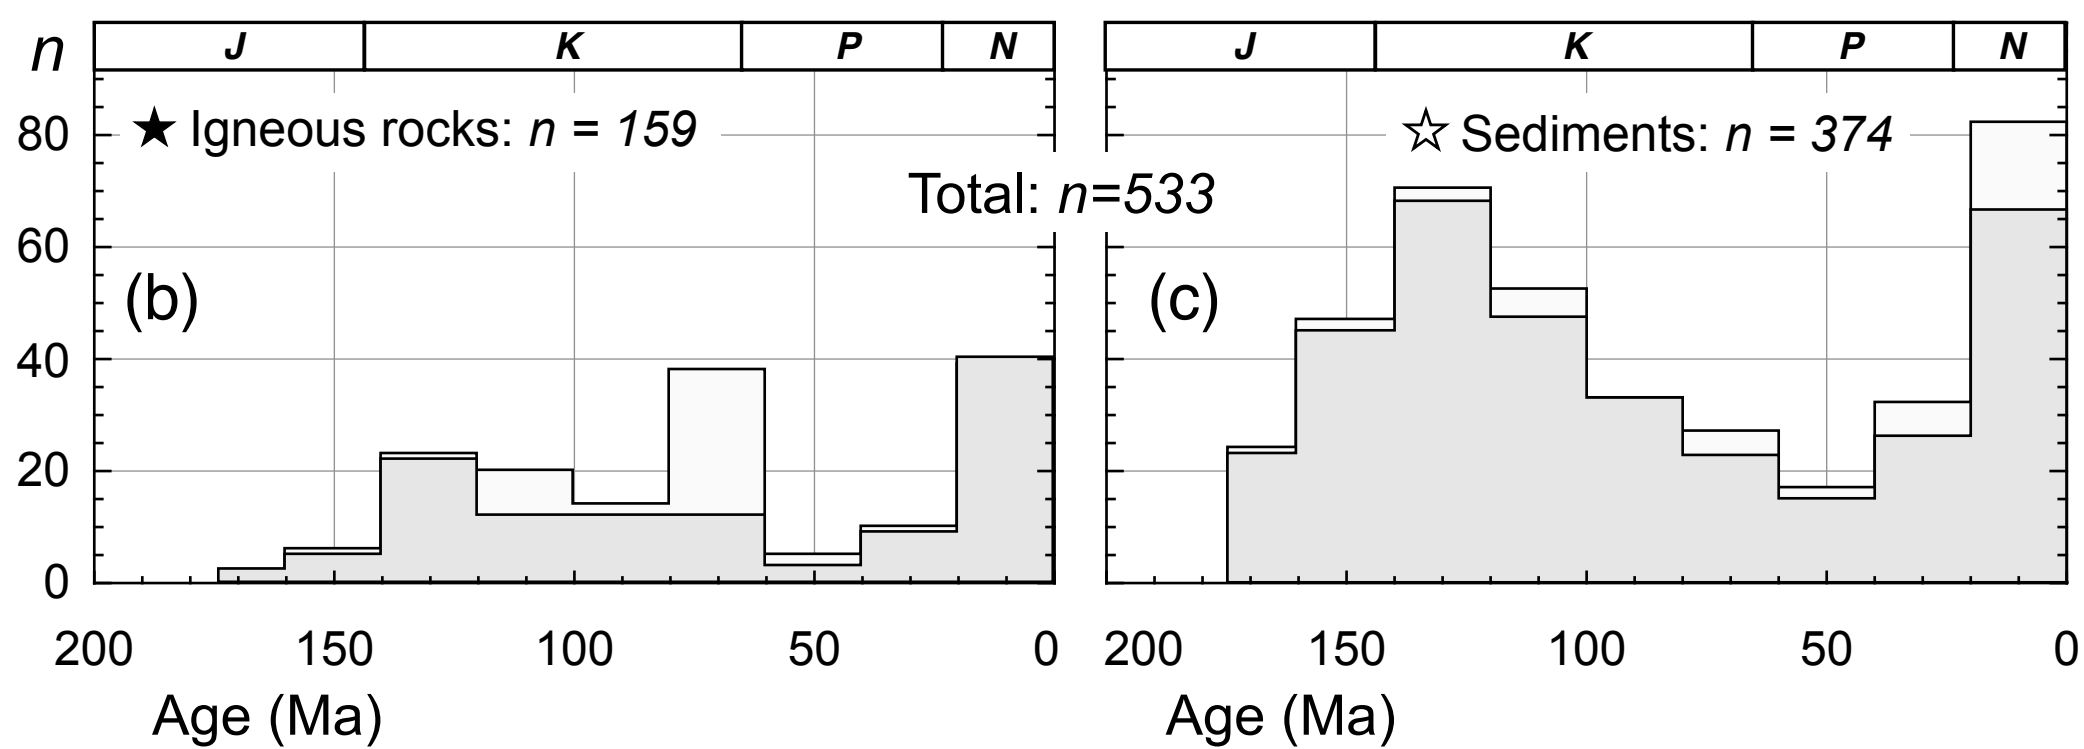 J K P N J K P N
n
80 ★ Igneous rocks: n = 159 ☆ Sediments: n = 374
Total: n=533
60
(b) (c)
40
20
0
200 150 100 50 0 200 150 100 50 0
Age (Ma) Age (Ma)